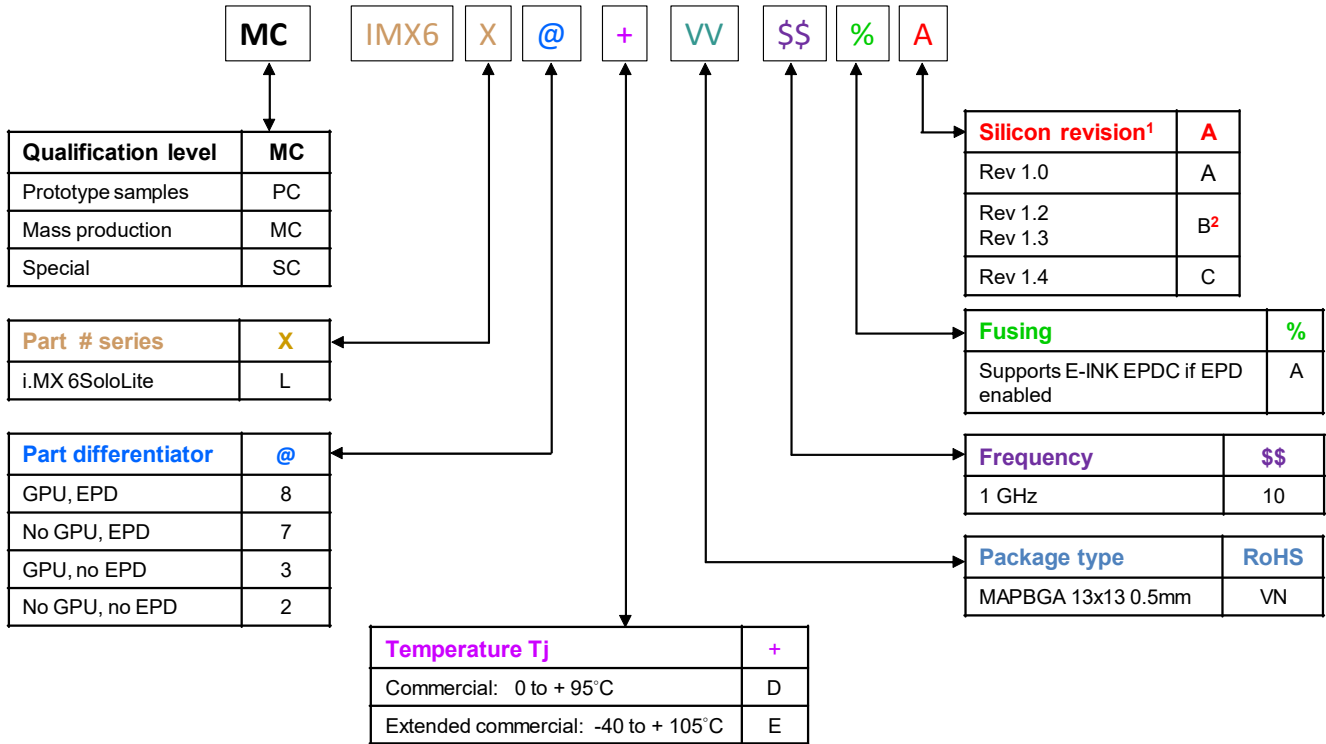 MC IMX6 X @ + VV $$ % A
Qualification level MC
Prototype samples PC
Mass production MC
Special SC
Part # series X
i.MX 6SoloLite L
Part differentiator @
GPU, EPD 8
No GPU, EPD 7
GPU, no EPD 3
No GPU, no EPD 2
Temperature Tj +
Commercial: 0 to + 95°C D
Extended commercial: -40 to + 105°C E
Silicon revision¹ A
Rev 1.0 A
Rev 1.2
Rev 1.3
B²
Rev 1.4 C
Fusing %
Supports E-INK EPDC if EPD A
enabled
Frequency $$
1 GHz 10
Package type RoHS
MAPBGA 13x13 0.5mm VN